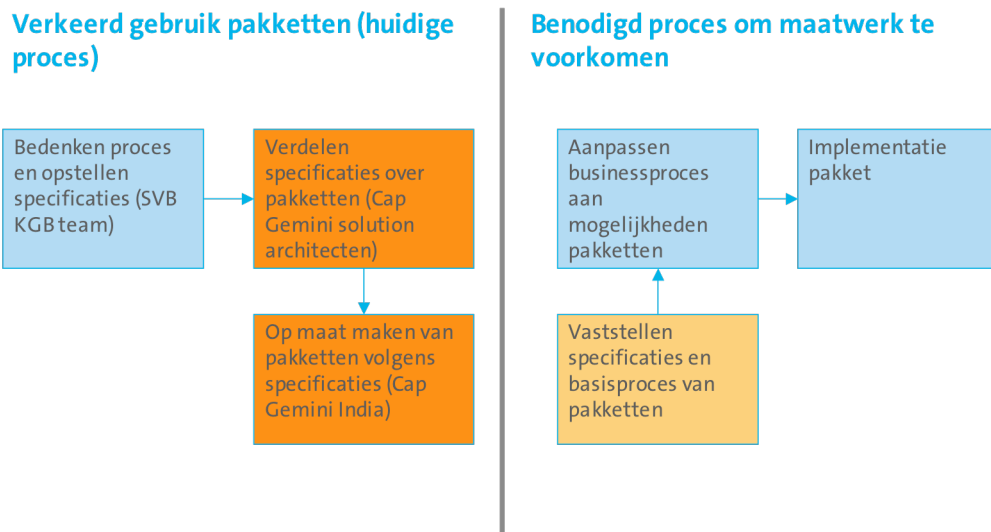 Verkeerd gebruik pakketten (huidige
proces)
Bedenken proces
en opstellen
specificaties (SVB
KGB team)
Verdelen
specificaties over
pakketten (Cap
Gemini solution
architecten)
Op maat maken van
pakketten volgens
specificaties (Cap
Gemini India)
Benodigd proces om maatwerk te
voorkomen
Aanpassen
businessproces
aan
mogelijkheden
pakketten
Implementatie
pakket
Vaststellen
specificaties en
basisproces van
pakketten